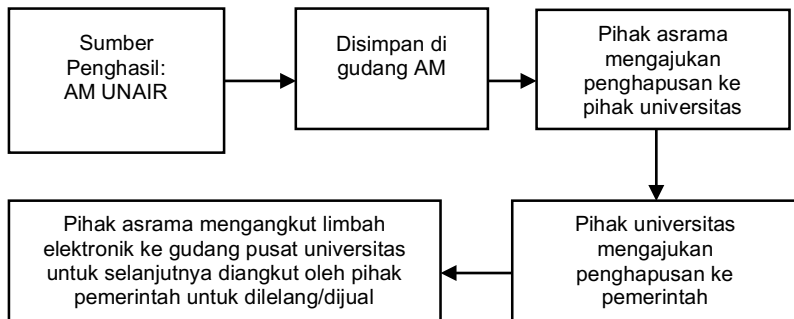 Sumber
Penghasil:
AM UNAIR
Disimpan di
gudang AM
Pihak asrama
mengajukan
penghapusan ke
pihak universitas
Pihak universitas
mengajukan
penghapusan ke
pemerintah
Pihak asrama mengangkut limbah
elektronik ke gudang pusat universitas
untuk selanjutnya diangkut oleh pihak
pemerintah untuk dilelang/dijual